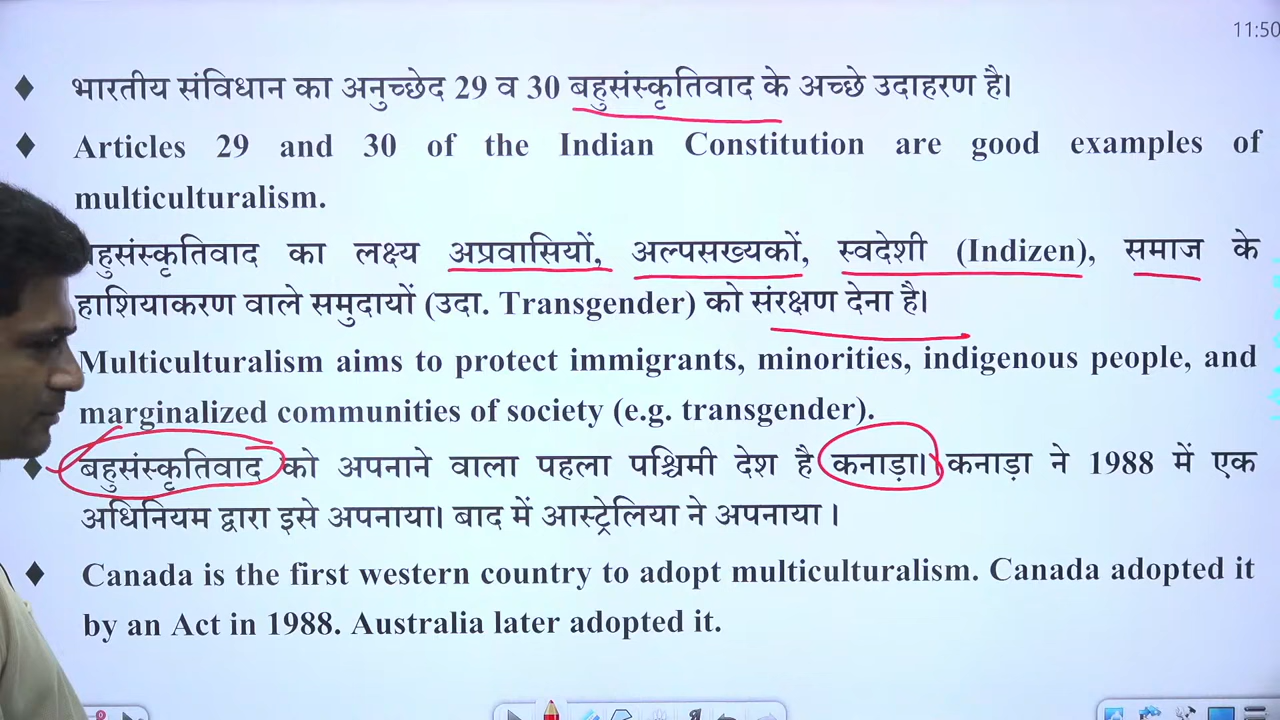 11:50
भारतीय संविधान का अनुच्छेद 29 व 30 बहुसंस्कृतिवाद के अच्छे उदाहरण है।
Articles 29 and 30 of the Indian Constitution are good examples of
multiculturalism.
हुसंस्कृतिवाद का लक्ष्य अप्रवासियों, अल्पसख्यकों, स्वदेशी (Indizen), समाज के
हाशियाकरण वाले समुदायों (उदा. Transgender) को संरक्षण देना है।
Multiculturalism aims to protect immigrants, minorities, indigenous people, and
marginalized communities of society (e.g. transgender).
बहुसंस्कृतिवाद को अपनाने वाला पहला पश्चिमी देश है कनाड़ा। कनाड़ा ने 1988 में एक
अधिनियम द्वारा इसे अपनाया। बाद में आस्ट्रेलिया ने अपनाया।
Canada is the first western country to adopt multiculturalism. Canada adopted it
by an Act in 1988. Australia later adopted it.